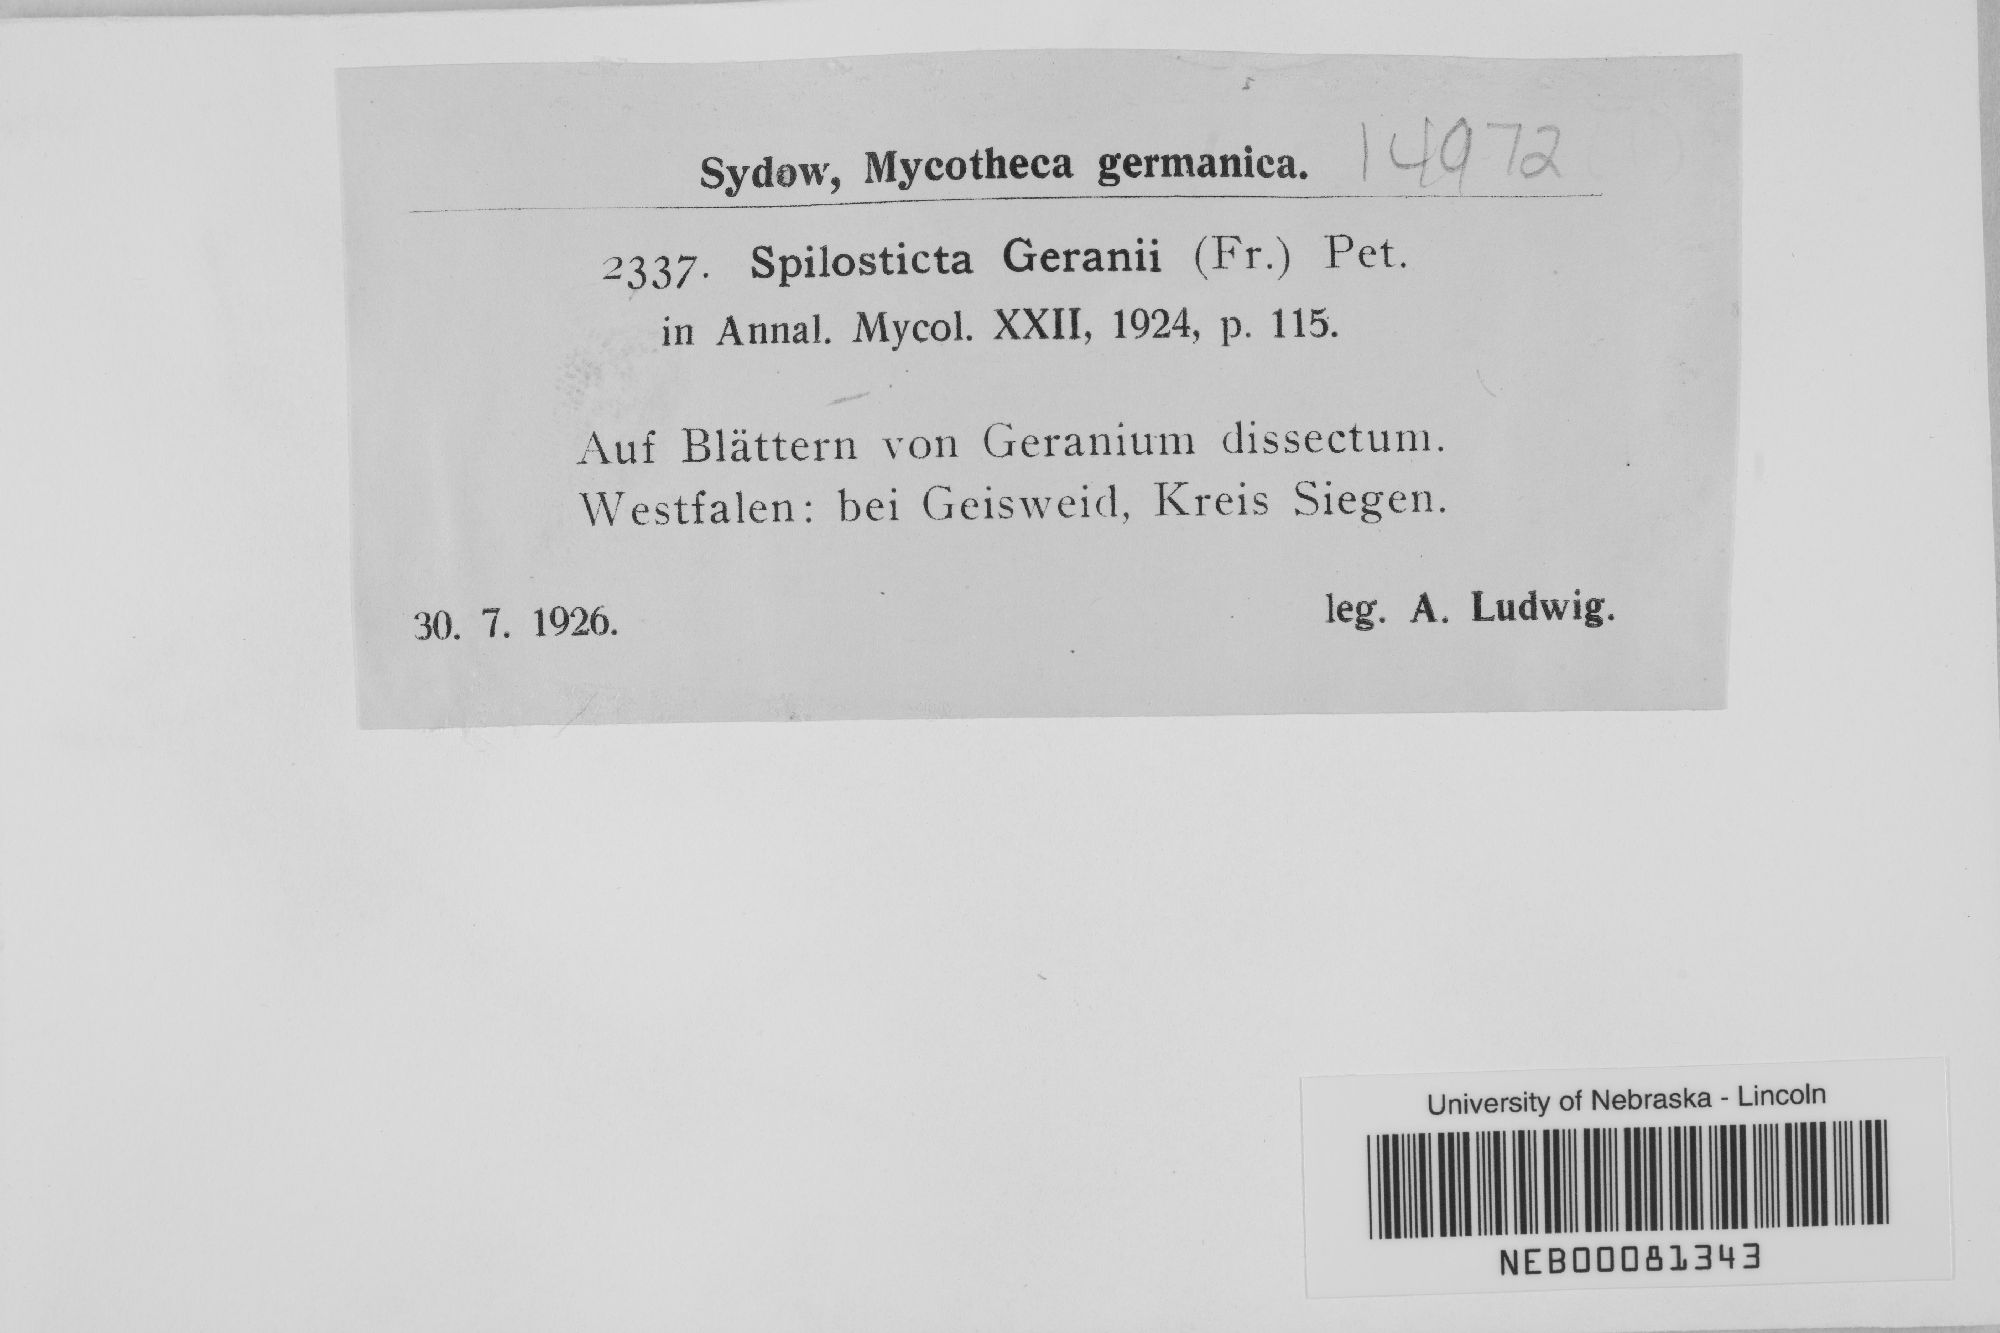 Sydow, Mycotheca germanica. 14972
2337. Spilosticta Geranii (Fr.) Pet.
in Annal. Mycol. XXII, 1924, p. 115.
Auf Blättern von Geranium dissectum.
Westfalen: bei Geisweid, Kreis Siegen.
30. 7. 1926. leg. A. Ludwig.
University of Nebraska - Lincoln
NEB00081343